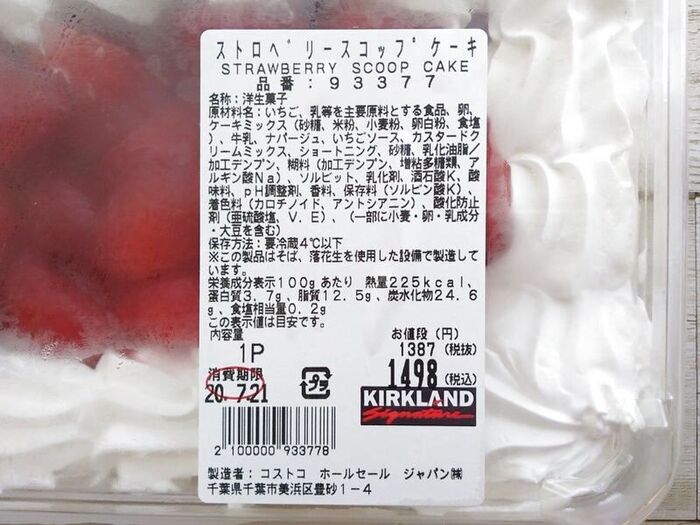 ストロベリースコップケーキ
STRAWBERRY SCOOP CAKE
品番:93377
名称:洋生菓子
原材料名:いちご、乳等を主要原料とする食品、卵、
ケーキミックス(砂糖、米粉、小麦粉、卵白粉、食塩
)、牛乳、ナパージュ、いちごソース、カスタードク
リームミックス、ショートニング、砂糖、乳化油脂/
加工デンプン、糊料(加工デンプン、増粘多糖類、ア
ルギン酸Na)、ソルビット、乳化剤、酒石酸K、酸
味料、pH調整剤、香料、保存料(ソルビン酸K)、
着色料(カロチノイド、アントシアニン)、酸化防止
剤(亜硫酸塩、V.E)、(一部に小麦・卵・乳成分
・大豆を含む)
保存方法:要冷蔵4℃以下
※この製品はそば、落花生を使用した設備で製造して
います。
栄養成分表示100gあたり 熱量225kcal、
蛋白質3.7g、脂質12.5g、炭水化物24.6
g、食塩相当量0.2g
この表示値は目安です。
内容量 お値段(円)
1P 1387(税抜)
消費期限 1498(税込)
20.7.21 プラ
KIRKLAND
Signature
2 100000 933778
製造者:コストコ ホールセール ジャパン㈱
千葉県千葉市美浜区豊砂1-4